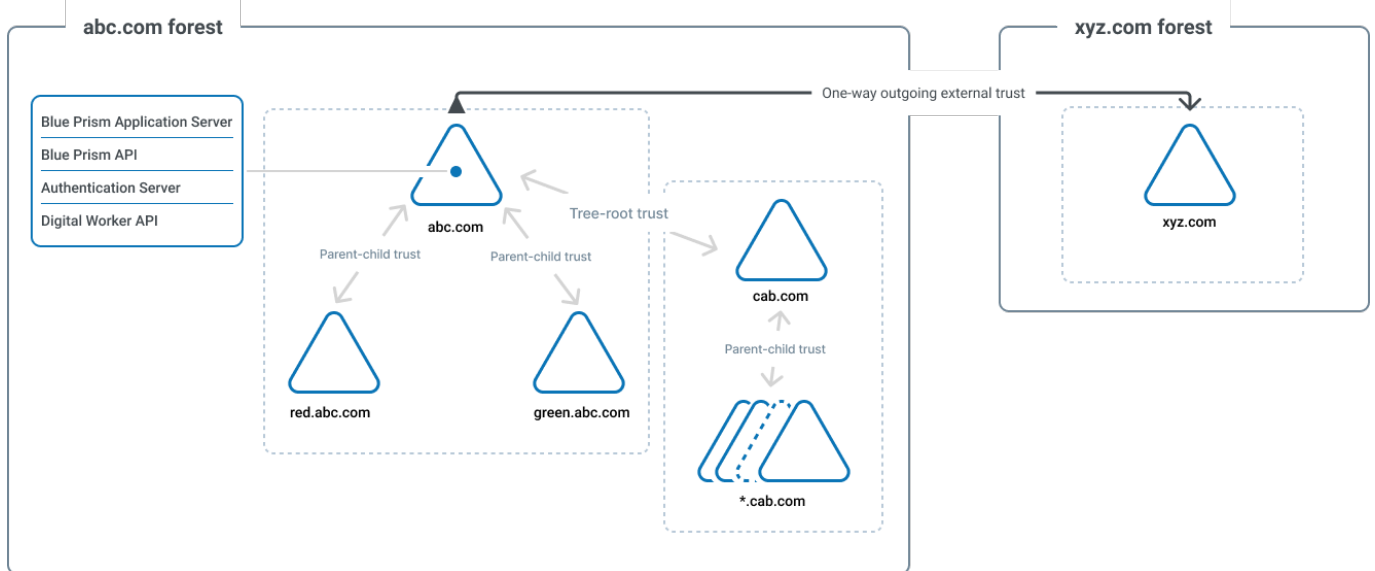 abc.com forest
xyz.com forest
Blue Prism Application Server
Blue Prism API
Authentication Server
Digital Worker API
One-way outgoing external trust
abc.com
Tree-root trust
xyz.com
Parent-child trust
Parent-child trust
cab.com
Parent-child trust
red.abc.com
green.abc.com
*.cab.com